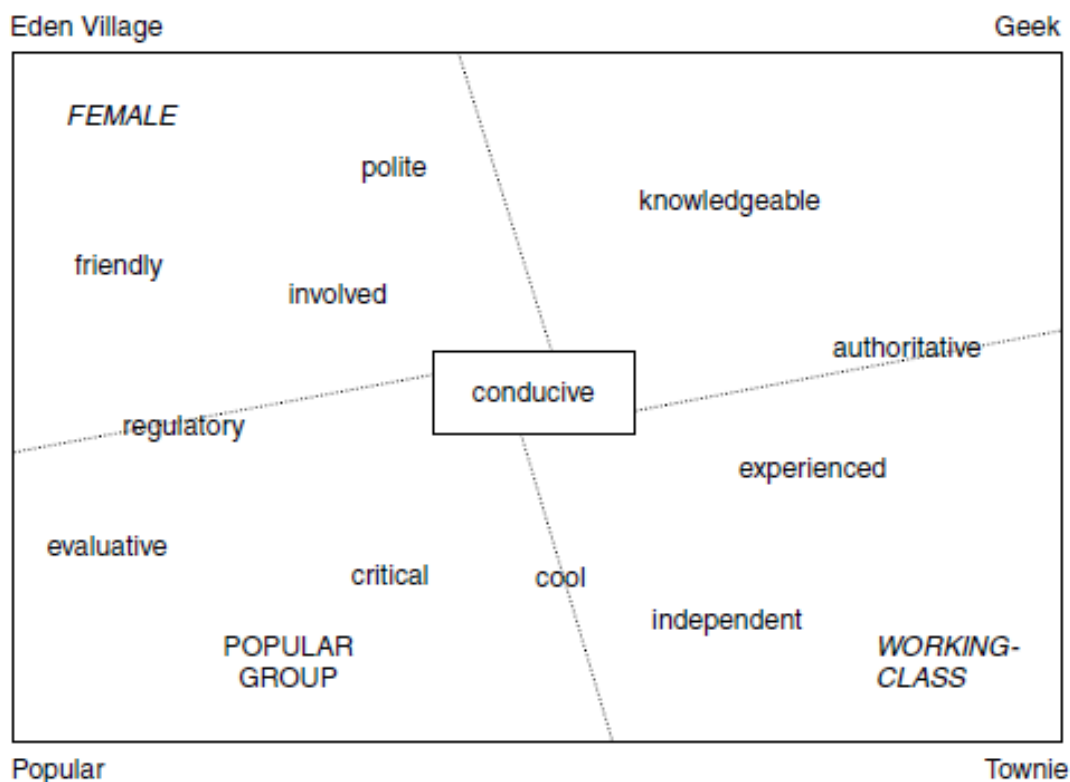 Eden Village
Geek
FEMALE
polite
knowledgeable
friendly
involved
authoritative
conducive
regulatory
experienced
evaluative
critical
cool
independent
POPULAR
GROUP
WORKING-
CLASS
Popular
Townie